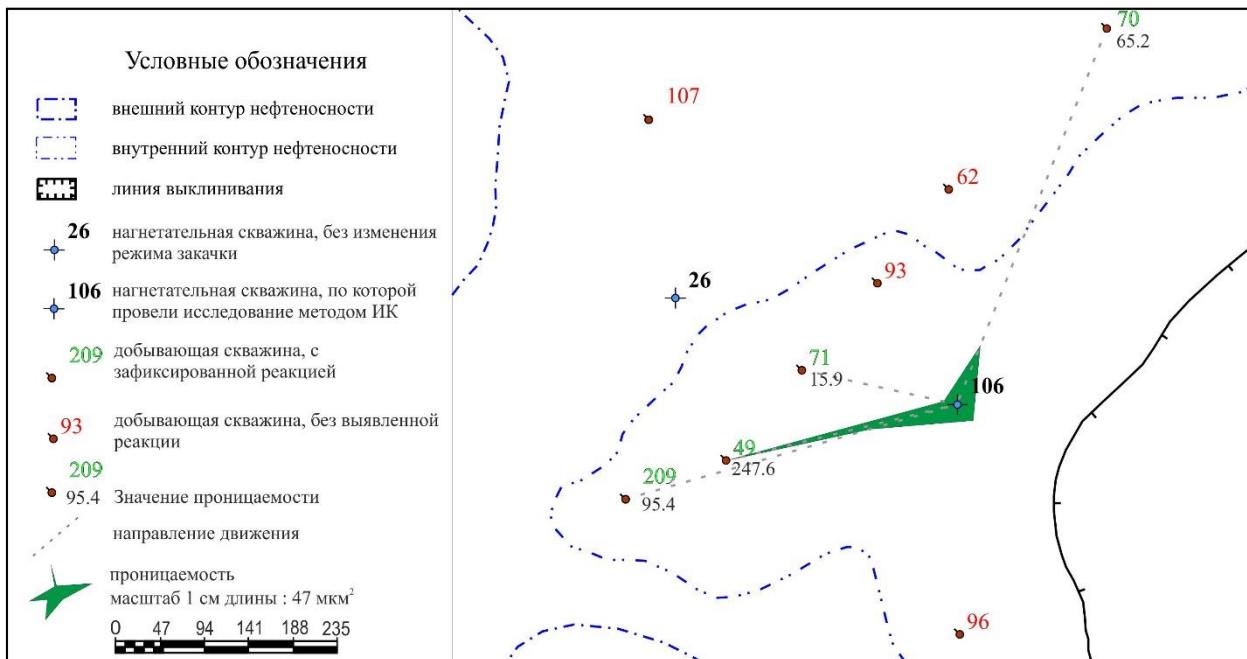 Условные обозначения
внешний контур нефтеносности
внутренний контур нефтеносности
линия выклинивания
26 нагнетательная скважина, без изменения
режима закачки
106 нагнетательная скважина, по которой
провели исследование методом ИК
209 добывающая скважина, с
зафиксированной реакцией
93 добывающая скважина, без выявленной
реакции
209
95.4 Значение проницаемости
направление движения
проницаемость
масштаб 1 см длины : 47 мкм²
0 47 94 141 188 235
70
65.2
107
62
93
26
71
15.9
106
49
247.6
209
95.4
96